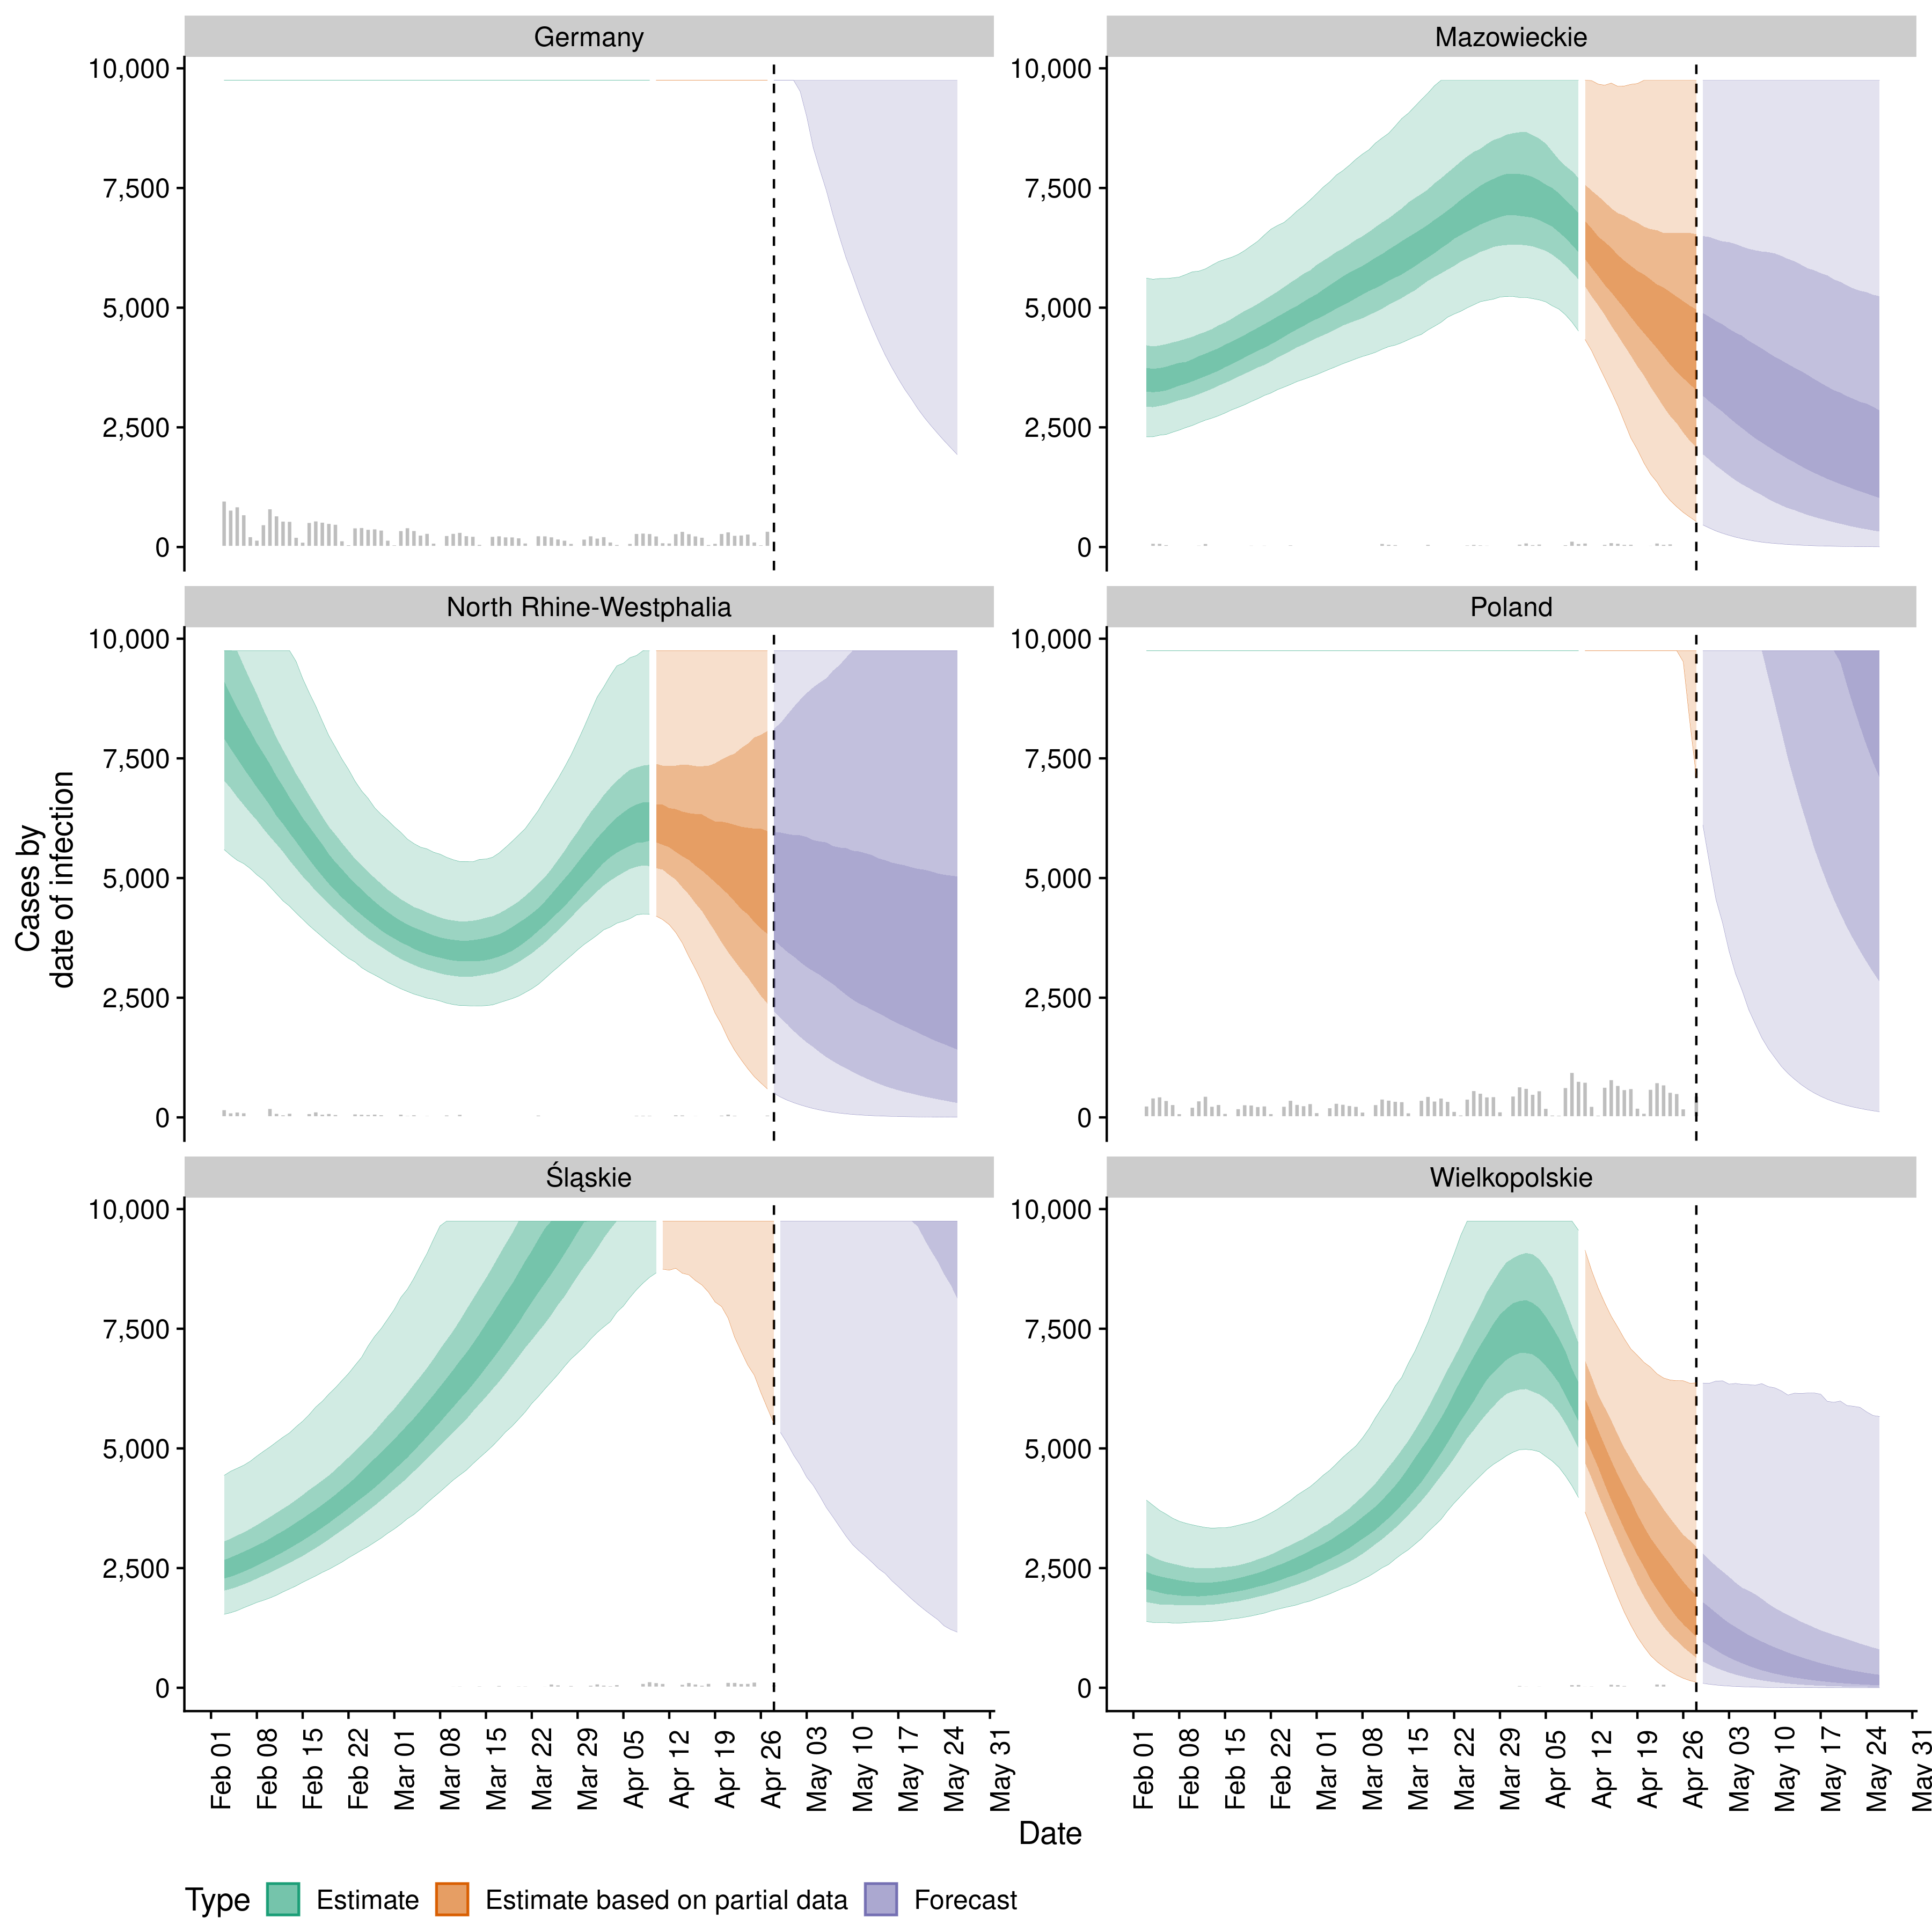 Germany
Mazowieckie
10,000
7,500
5,000
2,500
0
10,000
7,500
5,000
2,500
0
North Rhine-Westphalia
Poland
10,000
7,500
5,000
2,500
0
10,000
7,500
5,000
2,500
0
Cases by
date of infection
Śląskie
Wielkopolskie
10,000
7,500
5,000
2,500
0
10,000
7,500
5,000
2,500
0
Feb 01
Feb 08
Feb 15
Feb 22
Mar 01
Mar 08
Mar 15
Mar 22
Mar 29
Apr 05
Apr 12
Apr 19
Apr 26
May 03
May 10
May 17
May 24
May 31
Feb 01
Feb 08
Feb 15
Feb 22
Mar 01
Mar 08
Mar 15
Mar 22
Mar 29
Apr 05
Apr 12
Apr 19
Apr 26
May 03
May 10
May 17
May 24
May 31
Date
Type Estimate Estimate based on partial data Forecast